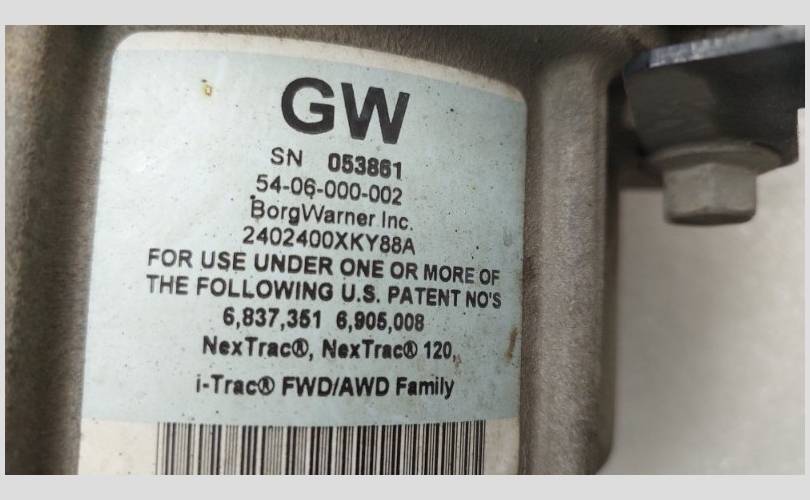 GW
SN 053861
54-06-000-002
BorgWarner Inc.
2402400XKY88A
FOR USE UNDER ONE OR MORE OF
THE FOLLOWING U.S. PATENT NO'S
6,837,351 6,905,008
NexTrac®, NexTrac® 120,
i-Trac® FWD/AWD Family